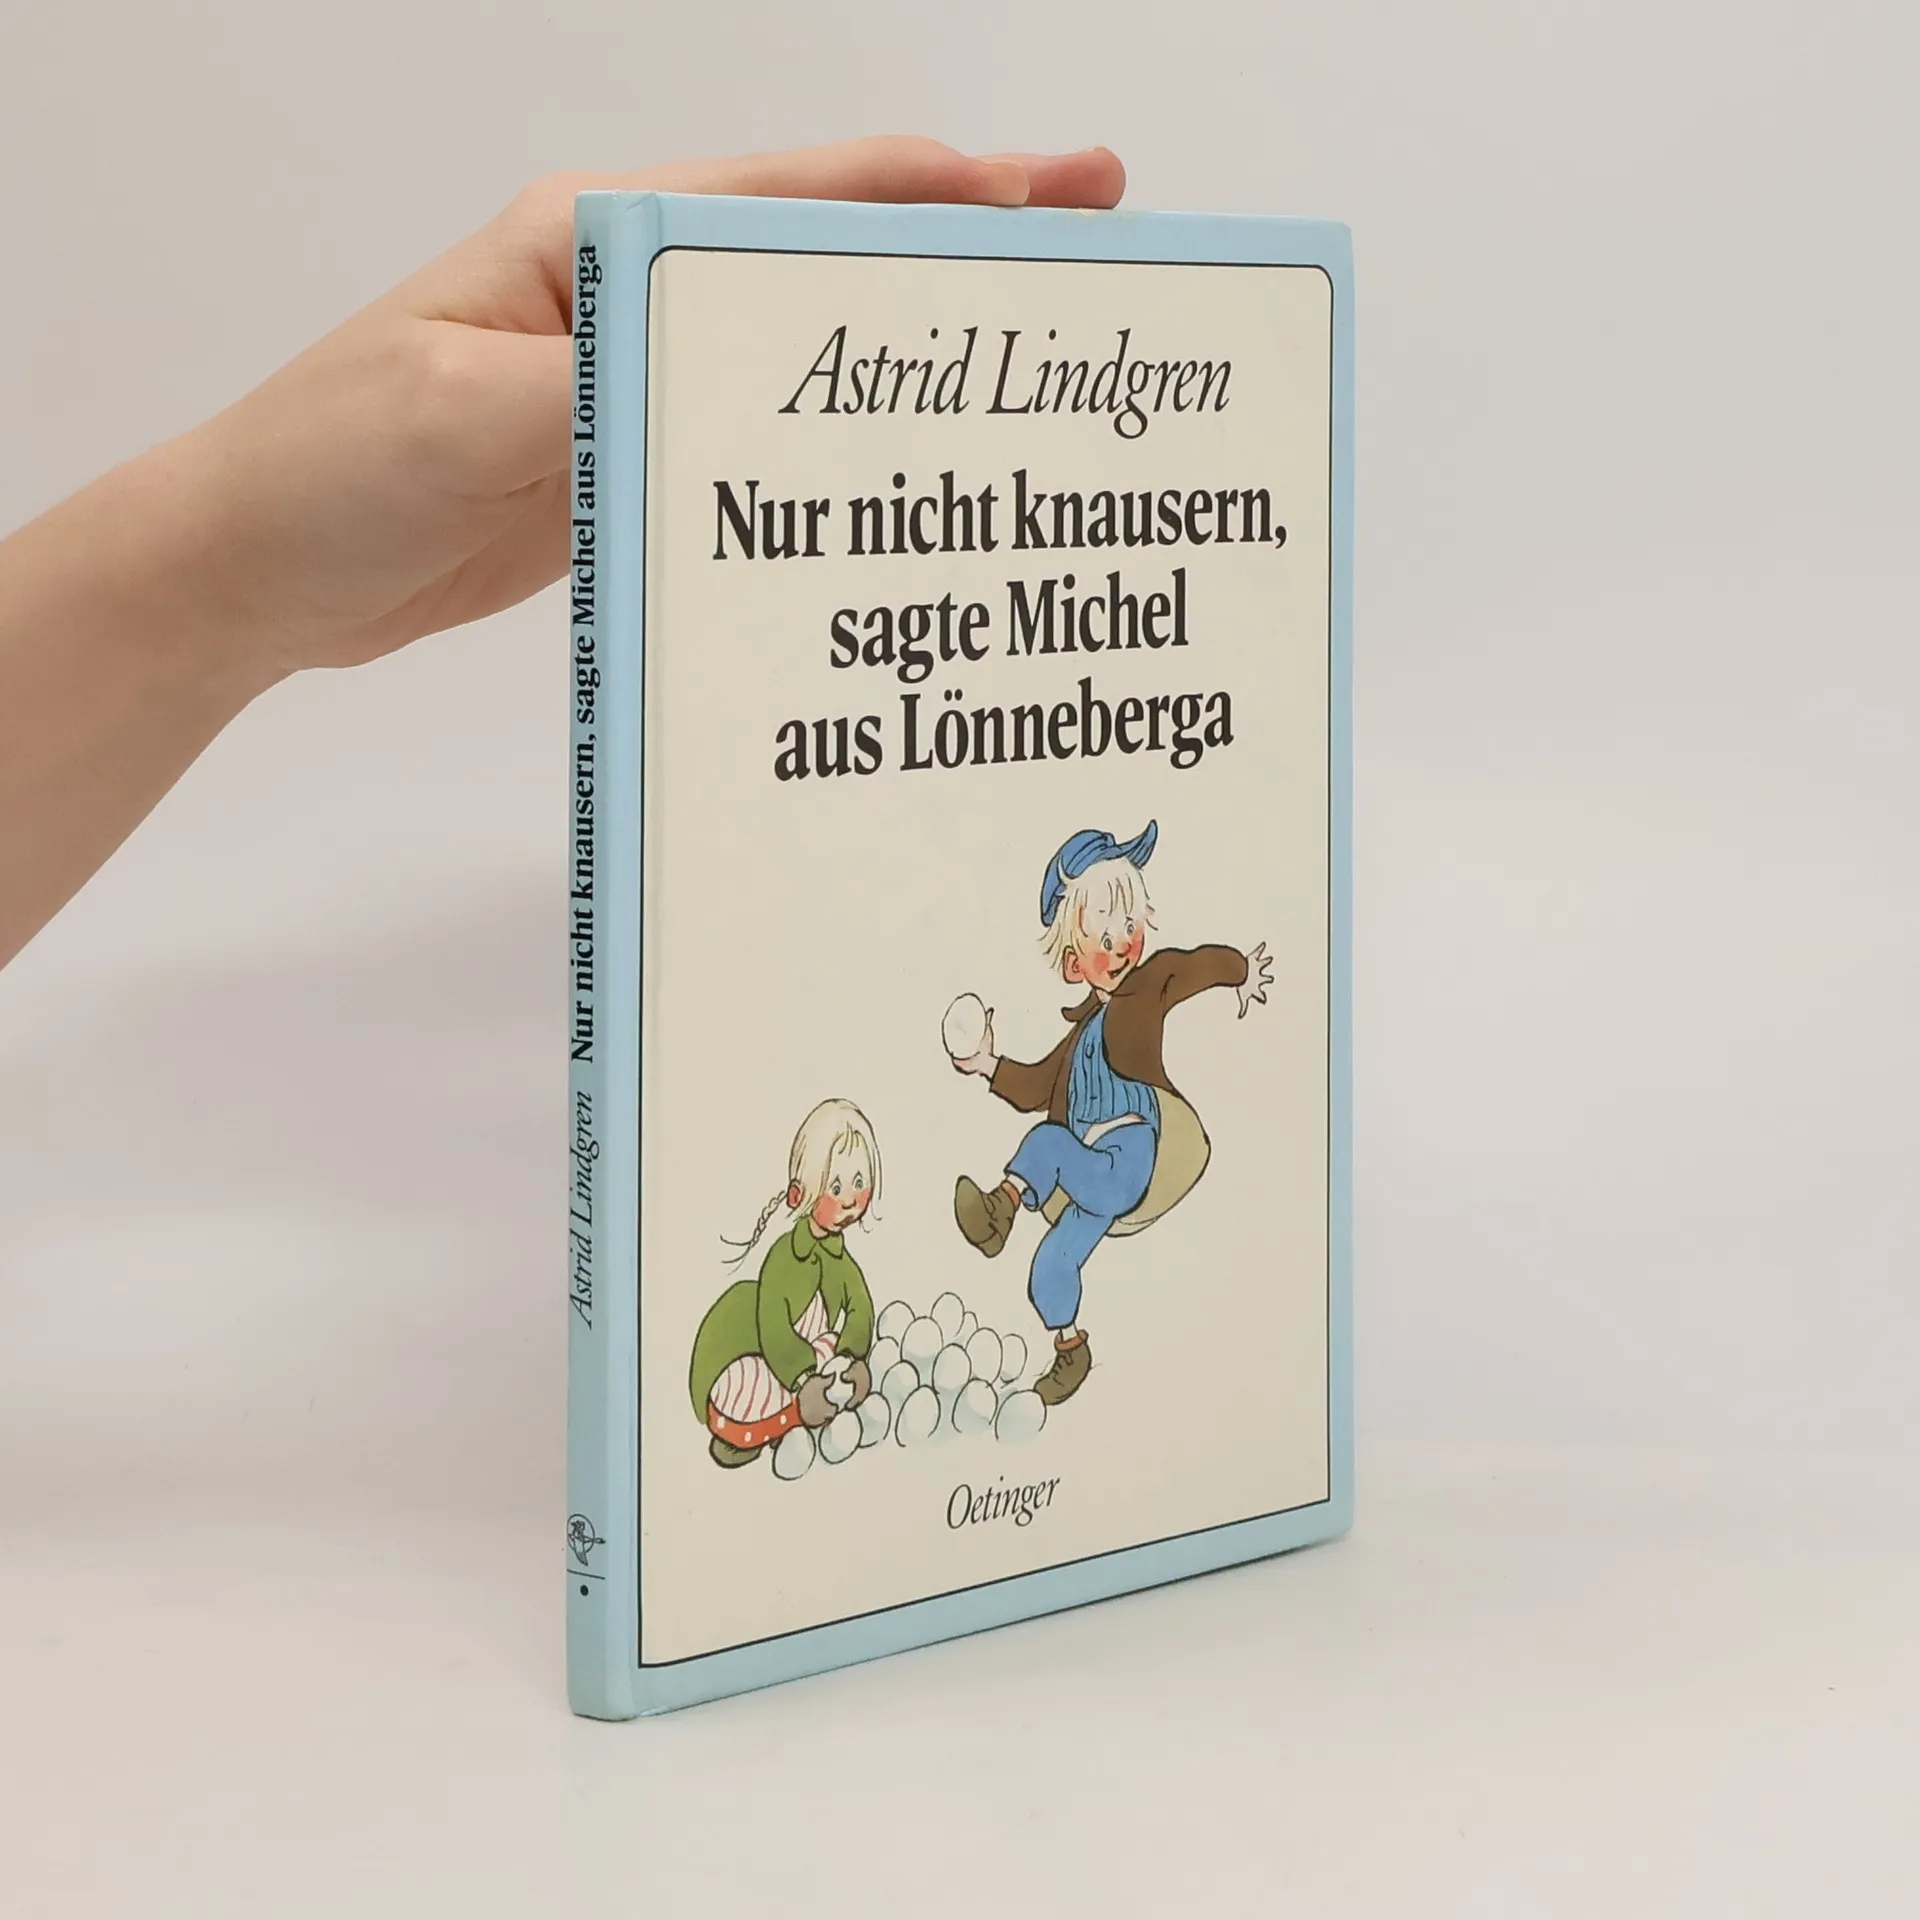 Astrid Lindgren
Nur nicht knausern,
sagte Michel
aus Lönneberga
Oetinger
Astrid Lindgren Nur nicht knausern, sagte Michel aus Lönneberga